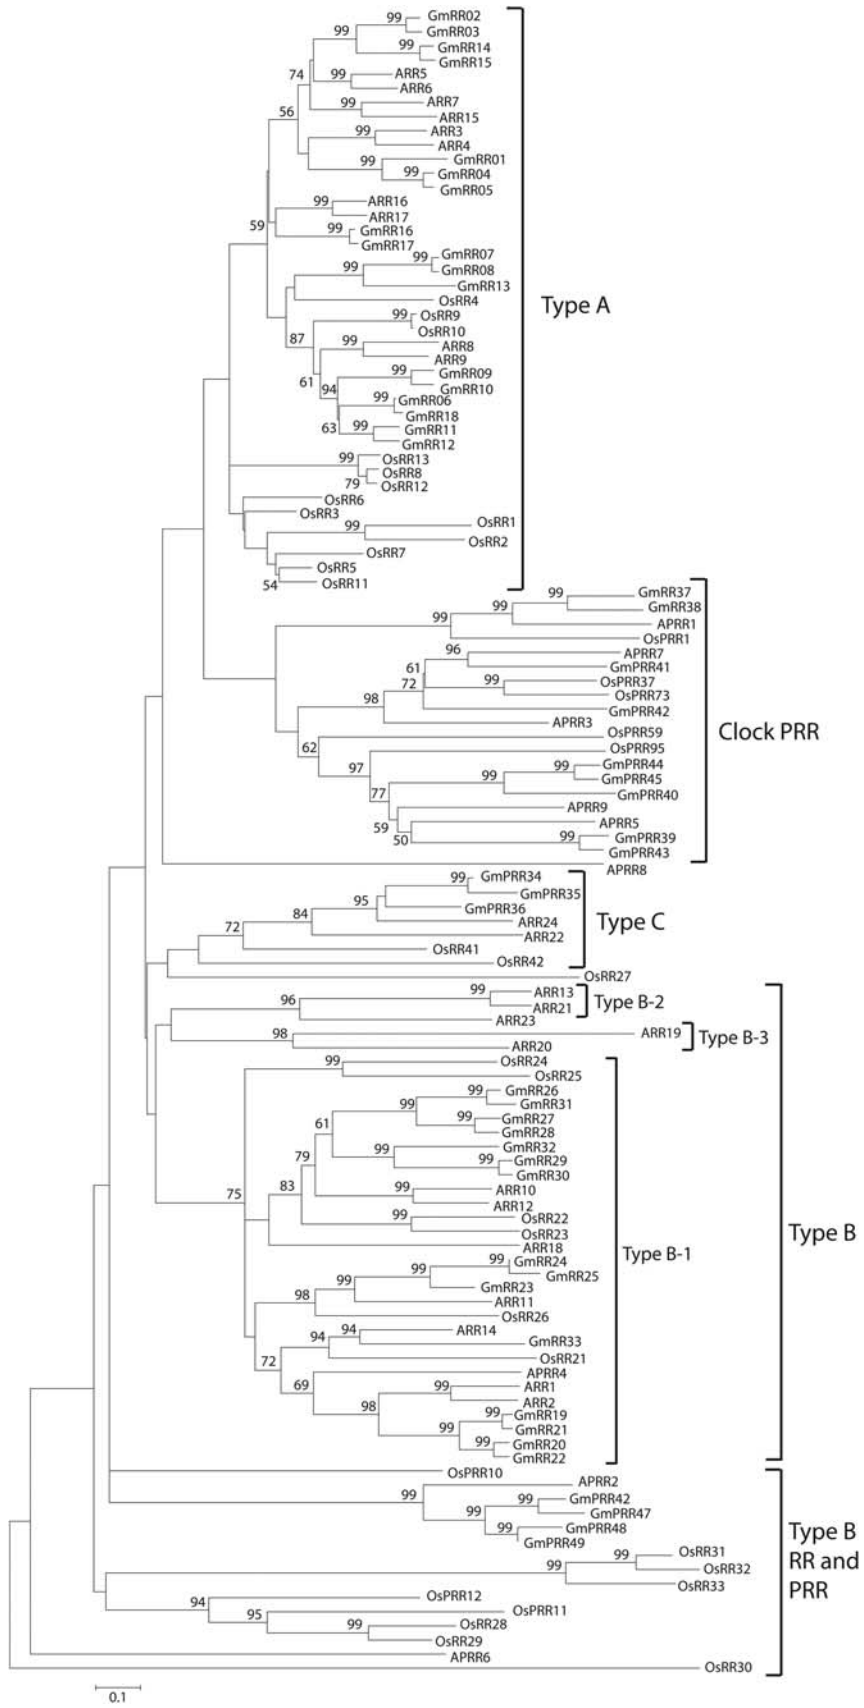 99
GmRR02
99
GmRR03
99
GmRR14
GmRR15
74
99
ARR5
ARR6
99
ARR7
ARR15
56
99
ARR3
ARR4
99
GmRR01
99
GmRR04
GmRR05
99
ARR16
ARR17
59
99
GmRR16
GmRR17
99
GmRR07
99
GmRR08
GmRR13
OsRR4
Type A
99
OsRR9
OsRR10
87
99
ARR8
ARR9
61
99
GmRR09
94
GmRR10
99
GmRR06
GmRR18
63
99
GmRR11
GmRR12
99
OsRR13
OsRR8
79
OsRR12
OsRR6
OsRR3
99
OsRR1
OsRR2
OsRR7
OsRR5
54
OsRR11
99
GmRR37
99
GmRR38
99
APRR1
OsPRR1
96
APRR7
61
GmPRR41
72
99
OsPRR37
OsPRR73
98
GmPRR42
APRR3
Clock PRR
62
OsPRR59
OsPRR95
97
99
GmPRR44
99
GmPRR45
77
GmPRR40
APRR9
59
APRR5
50
99
GmPRR39
GmPRR43
APRR8
99
GmPRR34
95
GmPRR35
GmPRR36
84
ARR24
72
ARR22
Type C
OsRR41
OsRR42
OsRR27
99
ARR13
96
ARR21
Type B-2
ARR23
98
ARR19
Type B-3
ARR20
99
OsRR24
OsRR25
99
GmRR26
99
GmRR31
99
GmRR27
61
GmRR28
99
GmRR32
79
99
GmRR29
GmRR30
75
83
99
ARR10
ARR12
99
OsRR22
OsRR23
Type B
ARR18
Type B-1
99
GmRR24
99
GmRR25
99
GmRR23
98
ARR11
OsRR26
94
ARR14
94
GmRR33
72
OsRR21
APRR4
69
99
ARR1
ARR2
98
99
GmRR19
99
GmRR21
99
GmRR20
GmRR22
OsPRR10
APRR2
99
99
GmPRR42
99
GmPRR47
99
GmPRR48
GmPRR49
Type B
RR and
PRR
99
OsRR31
99
OsRR32
OsRR33
94
OsPRR12
95
OsPRR11
99
OsRR28
OsRR29
APRR6
OsRR30
0.1